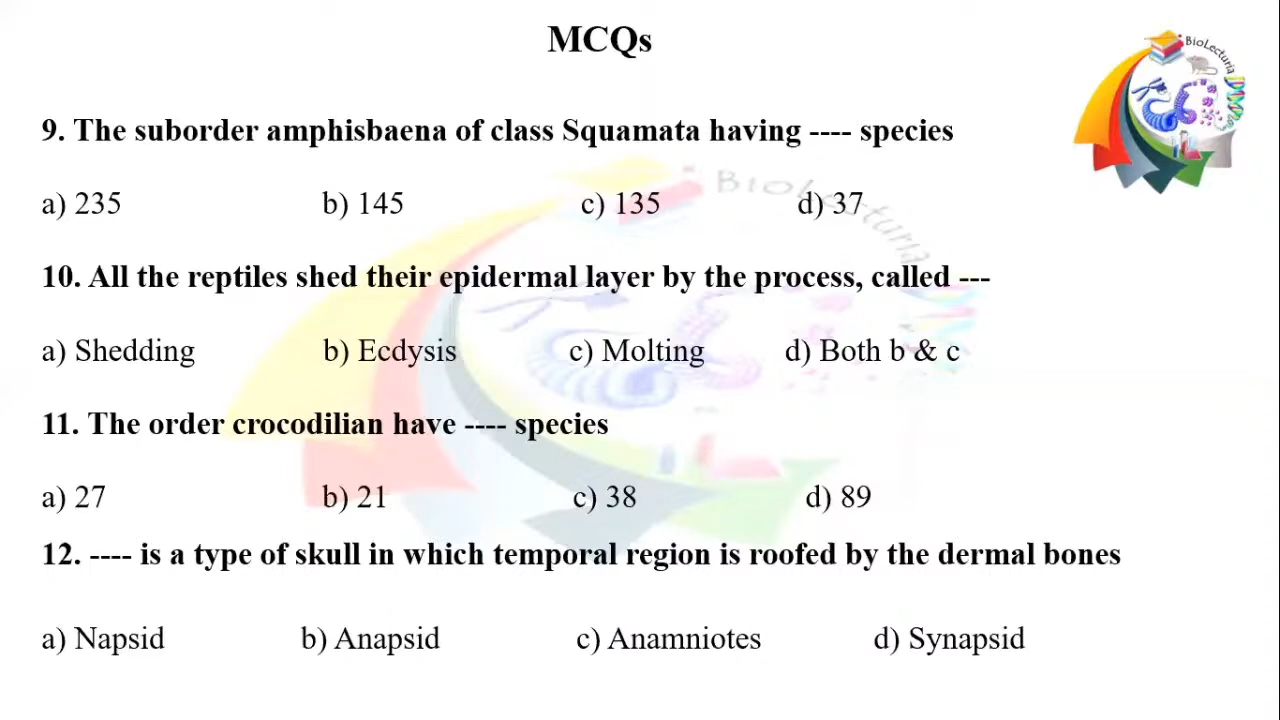 MCQs
BioLecturia
9. The suborder amphisbaena of class Squamata having ---- species
a) 235 b) 145 c) 135 d) 37
10. All the reptiles shed their epidermal layer by the process, called ---
a) Shedding b) Ecdysis c) Molting d) Both b & c
11. The order crocodilian have ---- species
a) 27 b) 21 c) 38 d) 89
12. ---- is a type of skull in which temporal region is roofed by the dermal bones
a) Napsid b) Anapsid c) Anamniotes d) Synapsid
BioLecturia